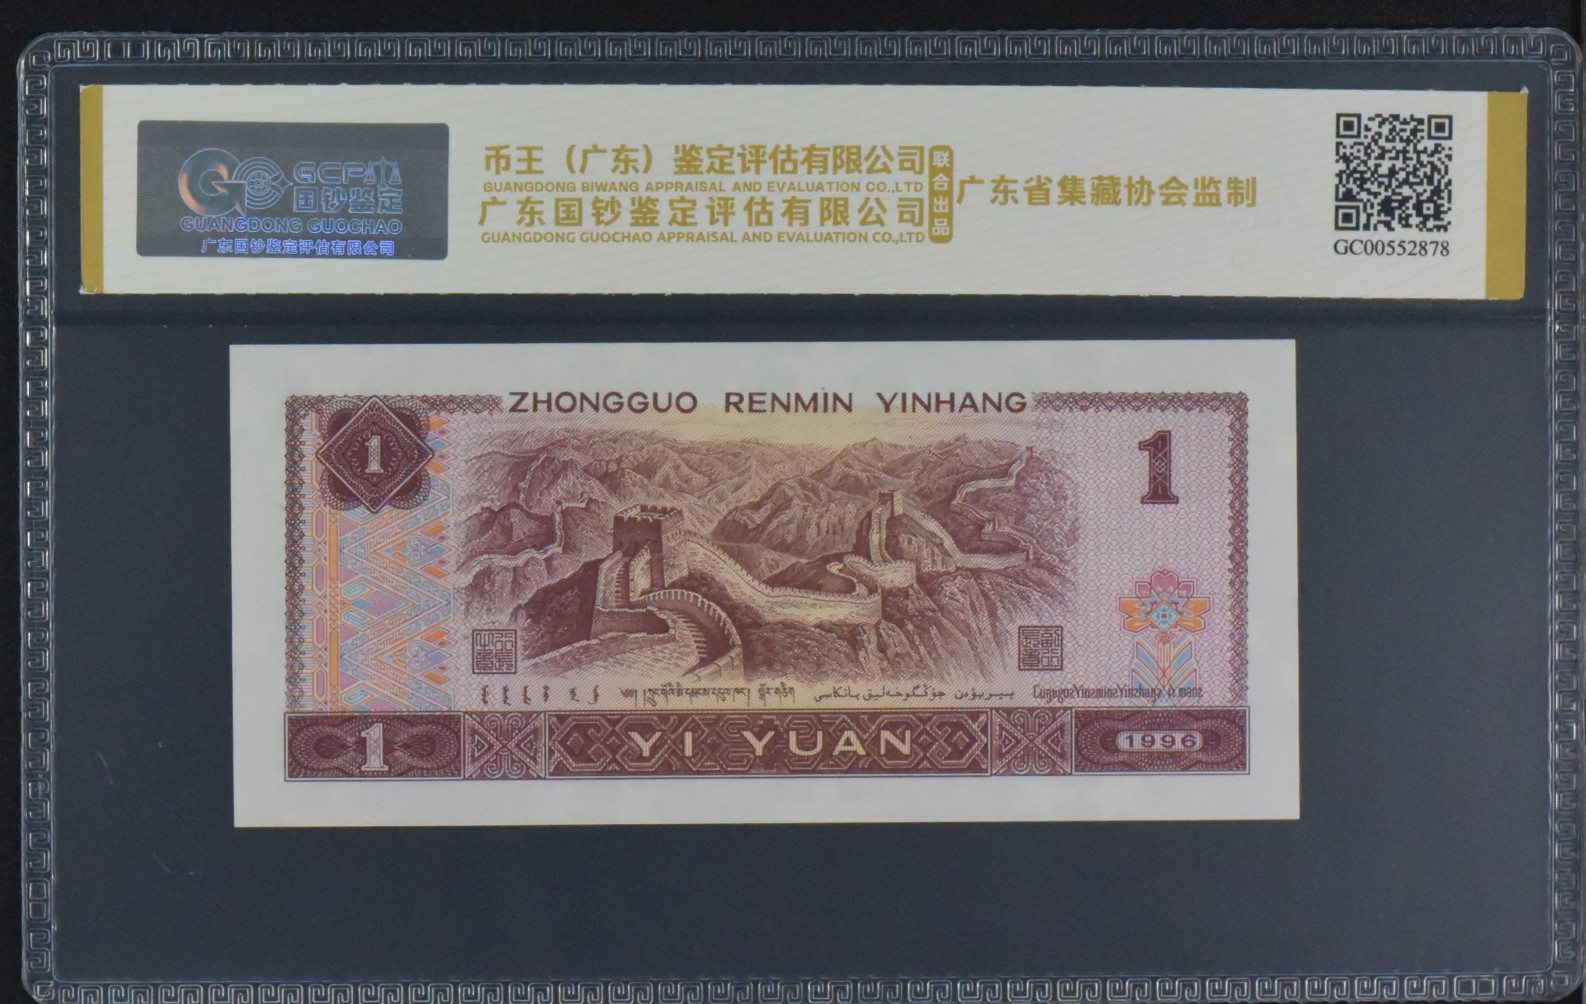 GCP
国钞鉴定
GUANGDONG GUOCHAO
广东国钞鉴定评估有限公司
币王（广东）鉴定评估有限公司
GUANGDONG BIWANG APPRAISAL AND EVALUATION CO.,LTD
广东国钞鉴定评估有限公司
GUANGDONG GUOCHAO APPRAISAL AND EVALUATION CO.,LTD
联合出品
广东省集藏协会监制
GC00552878
ZHONGGUO RENMIN YINHANG
1
1
1
YI YUAN
1996